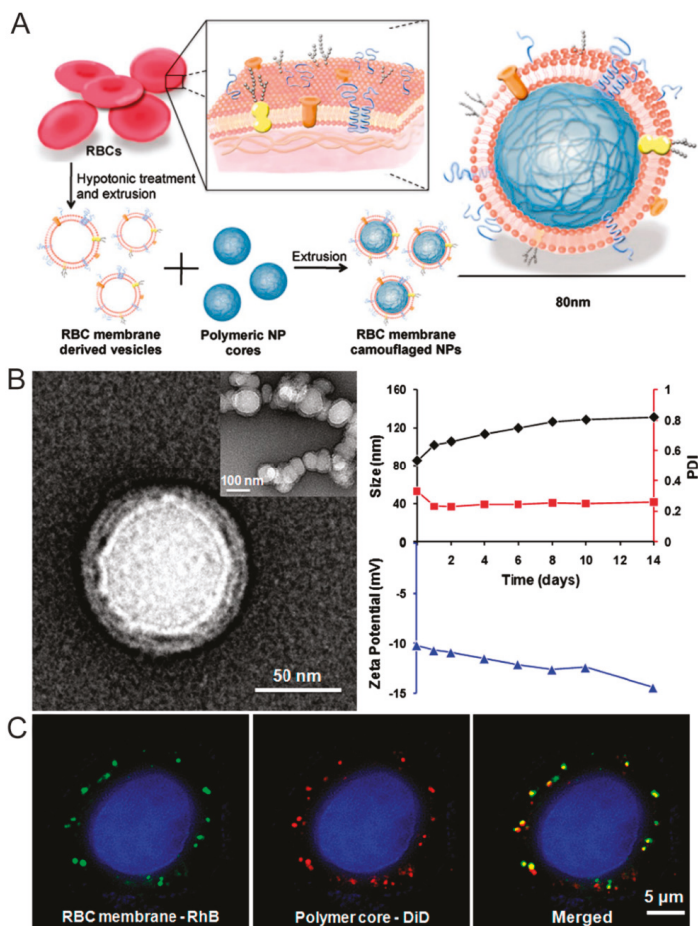 A
RBCs
Hypotonic treatment
and extrusion
Extrusion
RBC membrane
derived vesicles
Polymeric NP
cores
RBC membrane
camouflaged NPs
80nm
B
100 nm
50 nm
160
120
80
40
0
Size (nm)
1
0.8
0.6
0.4
0.2
0
PDI
2
4
6
8
10
12
14
Time (days)
-5
-10
-15
Zeta Potential (mV)
C
RBC membrane - RhB
Polymer core - DiD
Merged
5 µm